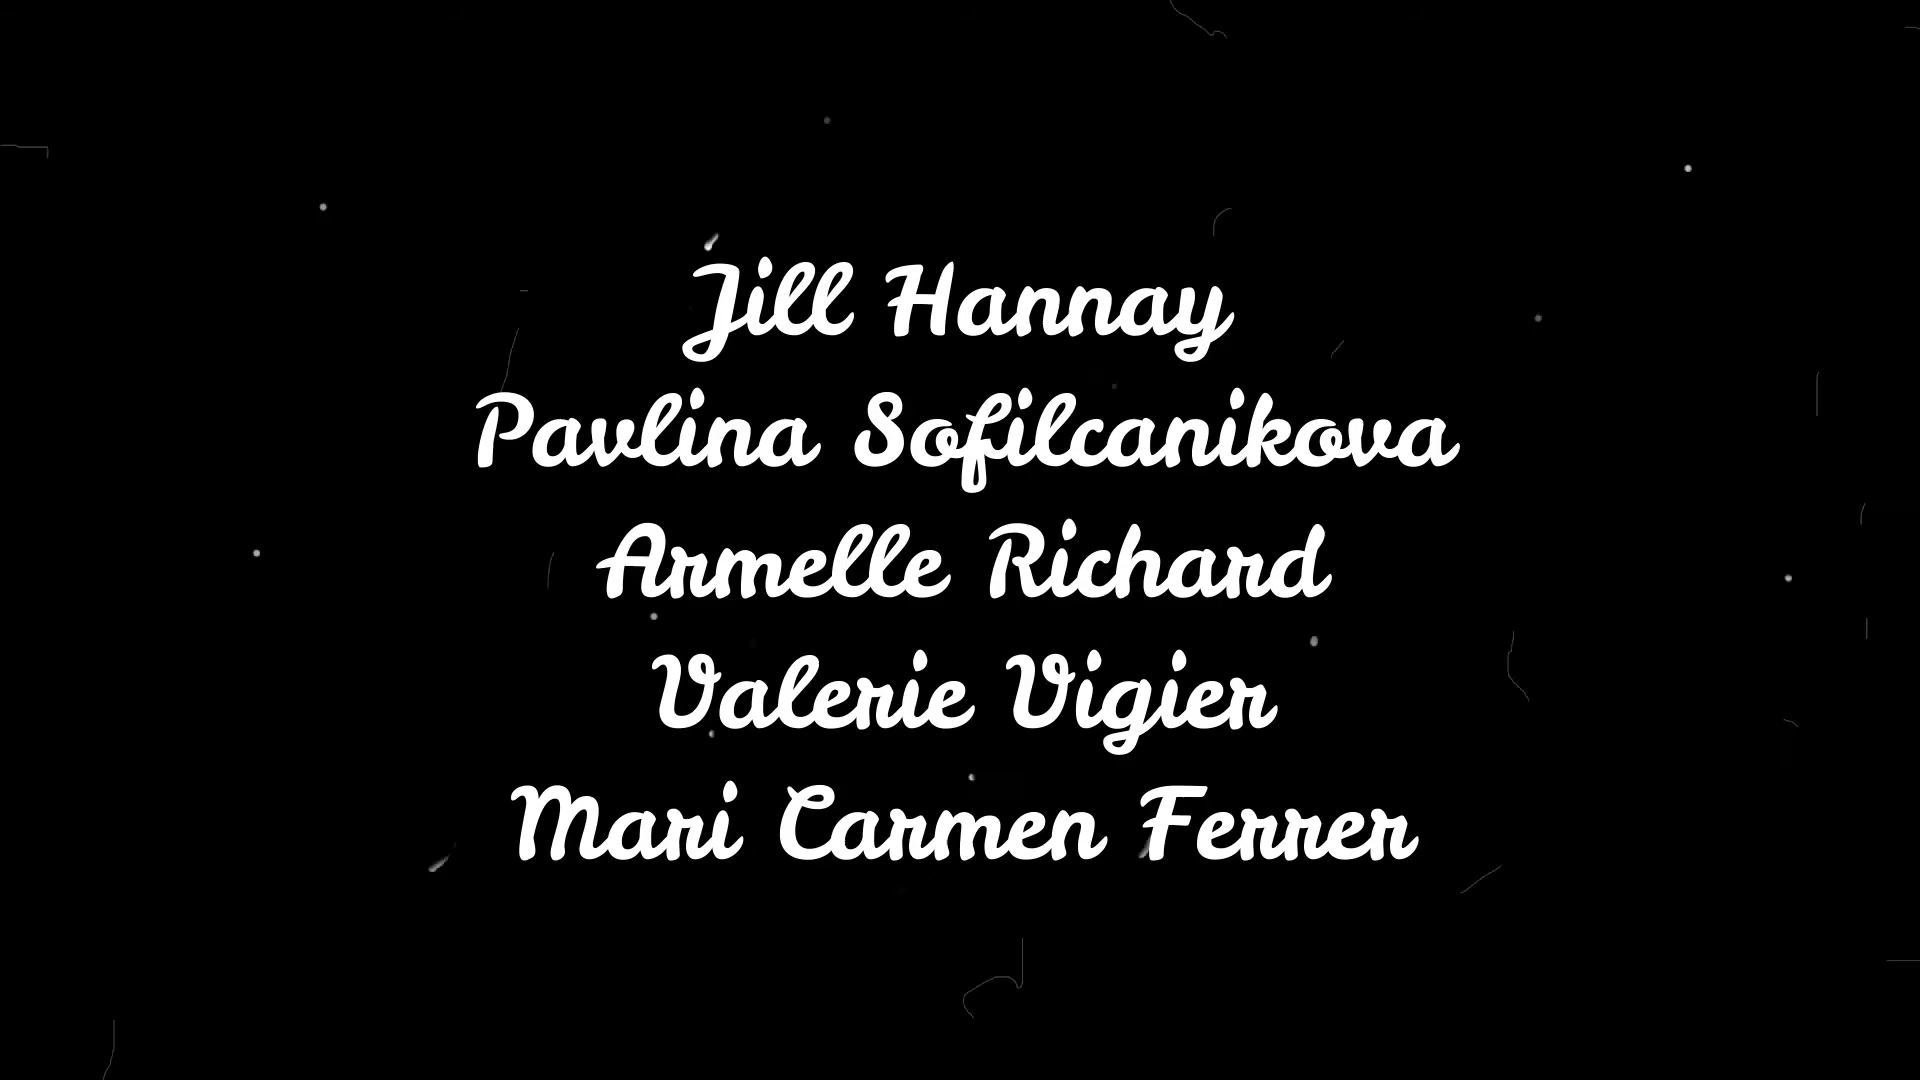 Jill Hannay
Pavlina Sofilcanikova
Armelle Richard
Valerie Vigier
Mari Carmen Ferrer